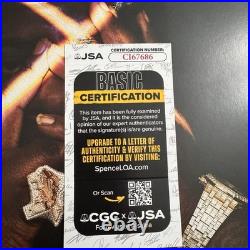 JSA
CERTIFICATION NUMBER:
CI67686
BASIC
CERTIFICATION
This item has been fully examined
by JSA, and it is the considered
opinion of our expert authenticators
that the signature(s) is/are genuine.
UPGRADE TO A LETTER OF
AUTHENTICITY & VERIFY THIS
CERTIFICATION BY VISITING:
SpenceLOA.com
Or Scan
CGC x JSA